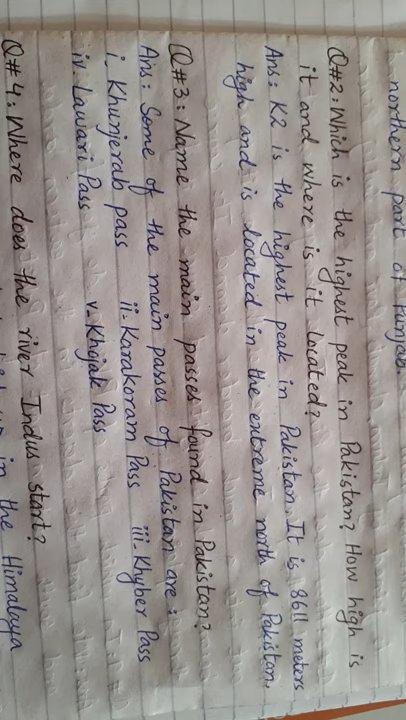 northern part of Punjab.
Q#2: Which is the highest peak in Pakistan? How high is
it and where is it located?
Ans: K2 is the highest peak in Pakistan. It is 8611 meters
high and is located in the extreme north of Pakistan.
Q#3: Name the main passes found in Pakistan?
Ans: Some of the main passes of Pakistan are:
i. Khunjerab pass ii. Karakoram Pass iii. Khyber Pass
iv. Lawari Pass v. Khojak Pass
Q#4: Where does the river Indus start?
in the Himalaya